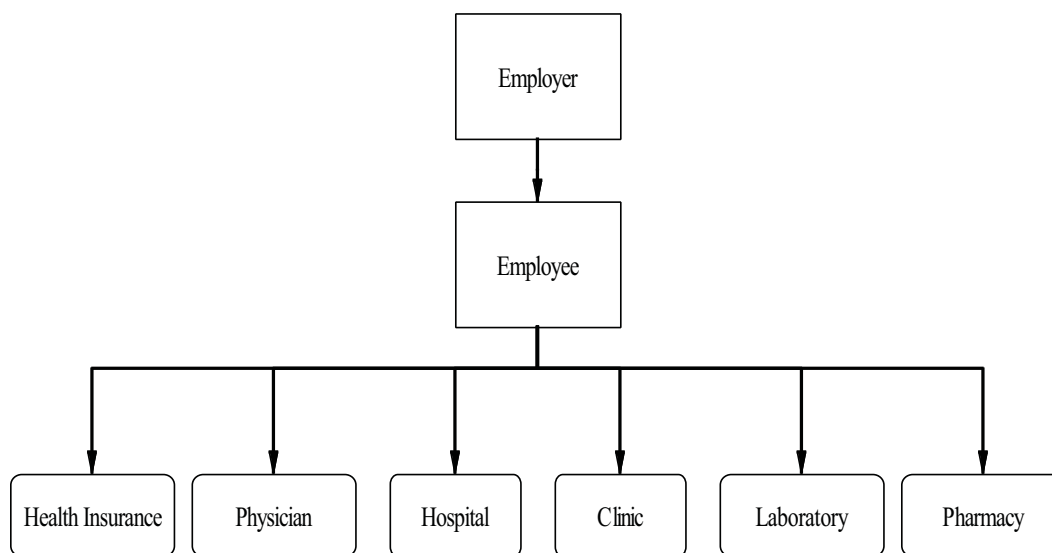 Employer
Employee
Health Insurance
Physician
Hospital
Clinic
Laboratory
Pharmacy